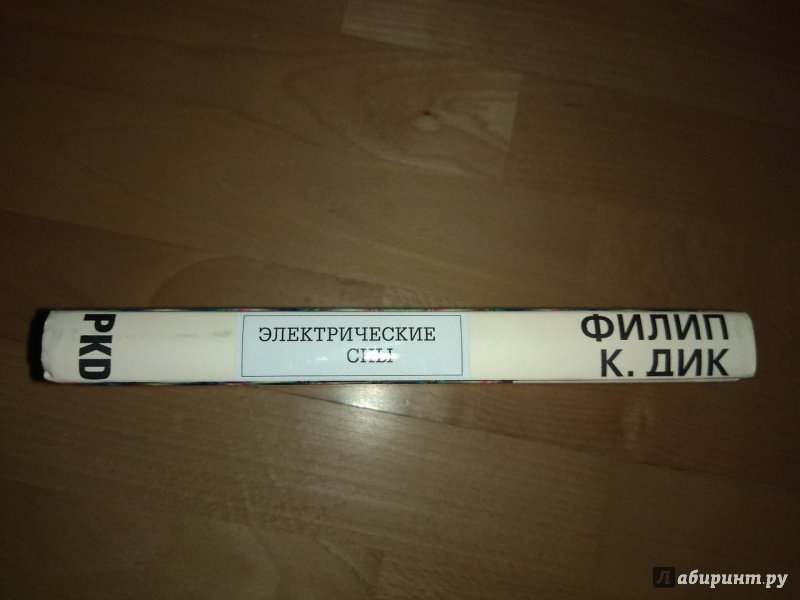 PKD
ЭЛЕКТРИЧЕСКИЕ
СНЫ
ФИЛИП
К. ДИК
Лабиринт.ру